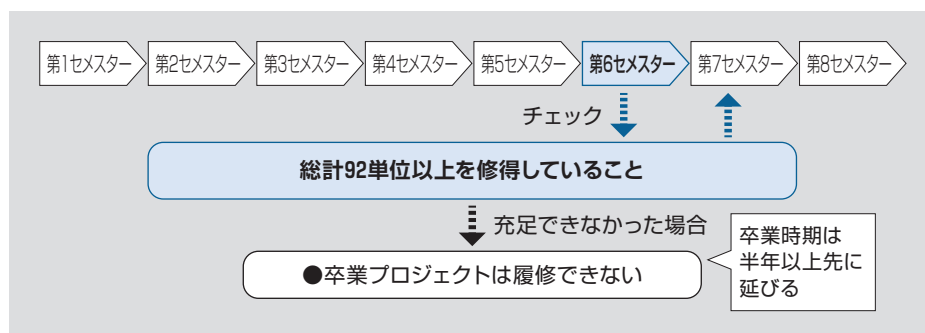 第1セメスター 第2セメスター 第3セメスター 第4セメスター 第5セメスター 第6セメスター 第7セメスター 第8セメスター
チェック
総計92単位以上を修得していること
充足できなかった場合
●卒業プロジェクトは履修できない
卒業時期は
半年以上先に
延びる